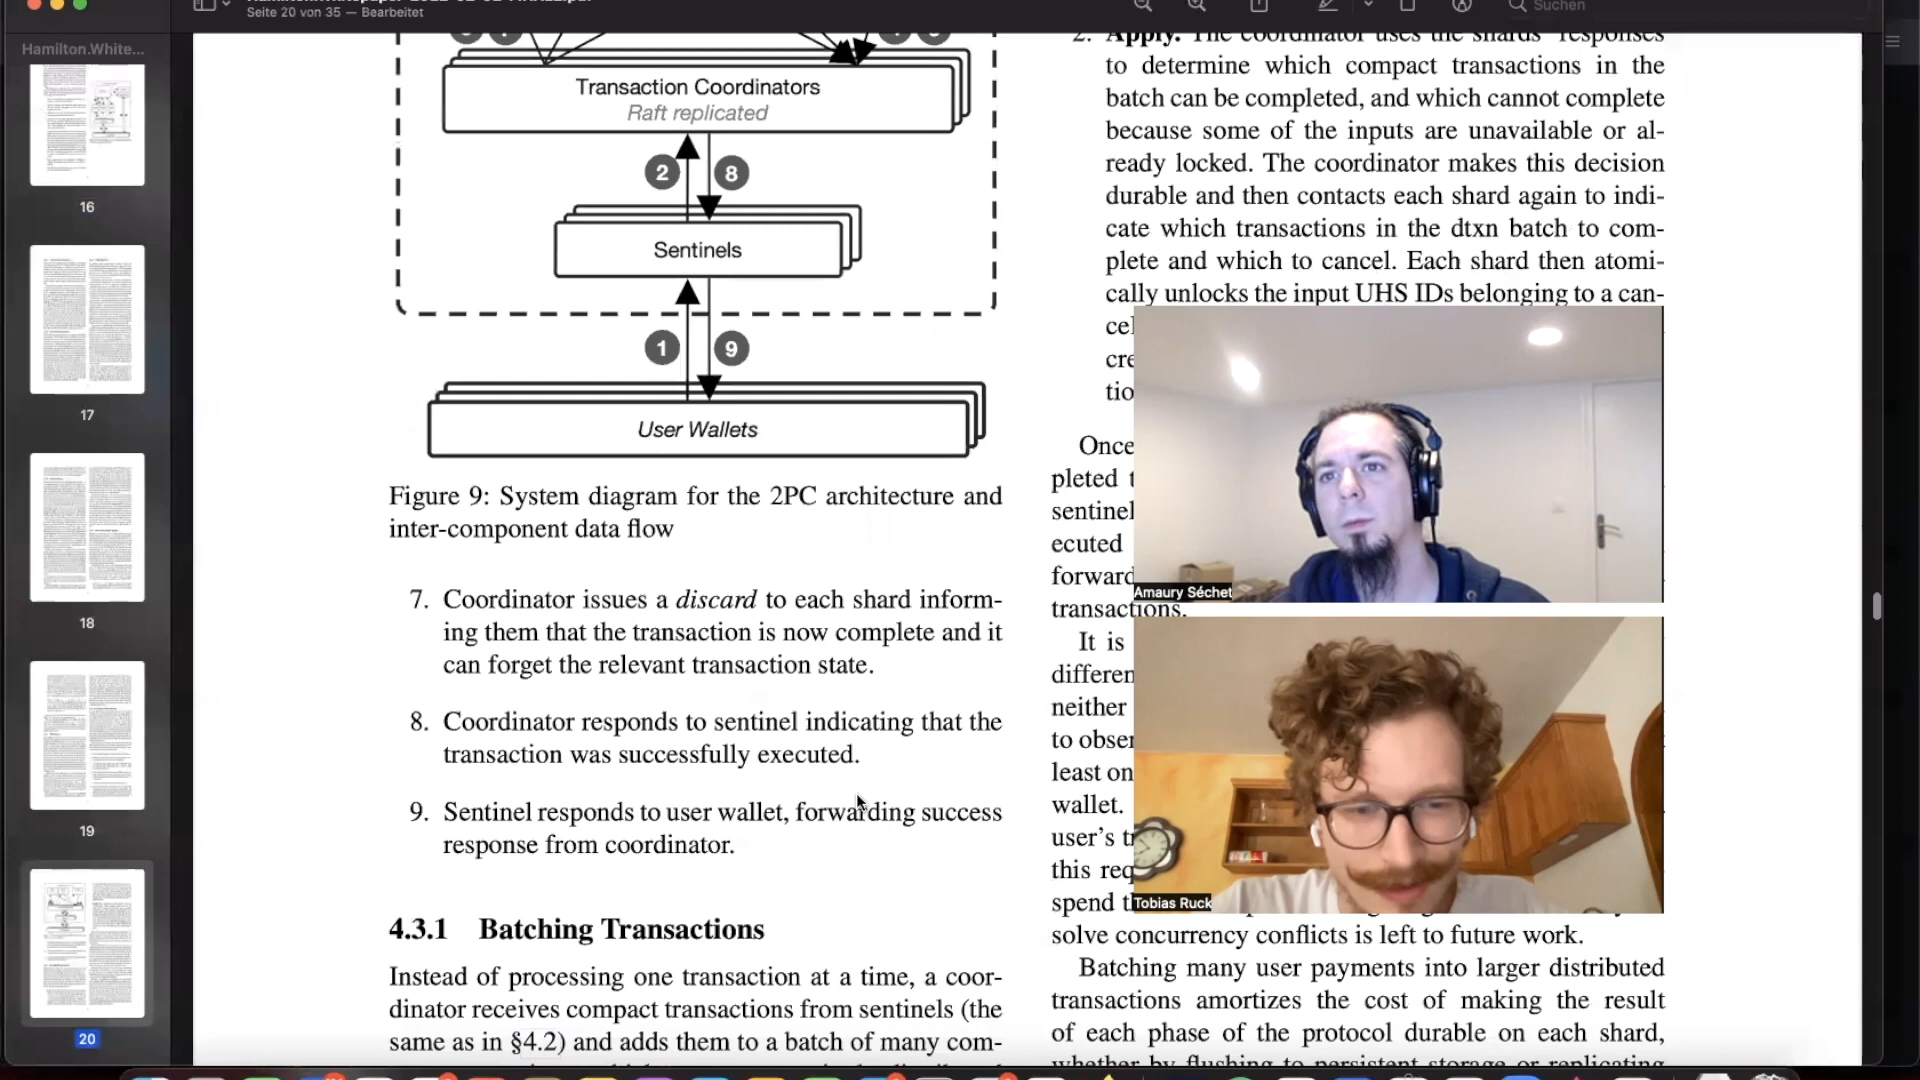 Seite 20 von 35 — Bearbeitet
Suchen
Hamilton.White...
16
17
18
19
20
Transaction Coordinators
Raft replicated
2
8
Sentinels
1
9
User Wallets
Figure 9: System diagram for the 2PC architecture and
inter-component data flow
7. Coordinator issues a discard to each shard inform-
ing them that the transaction is now complete and it
can forget the relevant transaction state.
8. Coordinator responds to sentinel indicating that the
transaction was successfully executed.
9. Sentinel responds to user wallet, forwarding success
response from coordinator.
4.3.1 Batching Transactions
Instead of processing one transaction at a time, a coor-
dinator receives compact transactions from sentinels (the
same as in §4.2) and adds them to a batch of many com-
2. Apply. The coordinator uses the shards' responses
to determine which compact transactions in the
batch can be completed, and which cannot complete
because some of the inputs are unavailable or al-
ready locked. The coordinator makes this decision
durable and then contacts each shard again to indi-
cate which transactions in the dtxn batch to com-
plete and which to cancel. Each shard then atomi-
cally unlocks the input UHS IDs belonging to a can-
Once
pleted
sentinel
ecuted
forward
transactions.
It is
differen
neither
to obser
least on
wallet.
user's
this req
spend
solve concurrency conflicts is left to future work.
Batching many user payments into larger distributed
transactions amortizes the cost of making the result
of each phase of the protocol durable on each shard,
whether by flushing to persistent storage or replicating
Amaury Séchet
Tobias Ruck